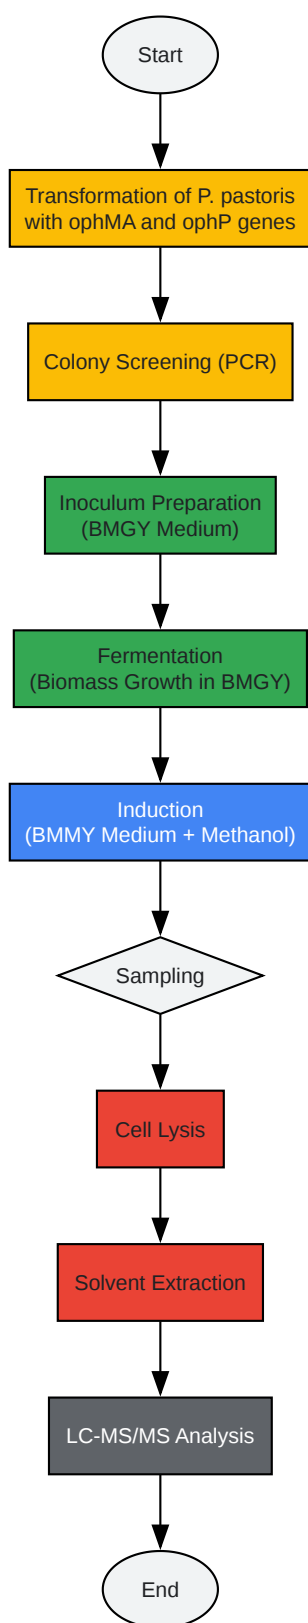 Start
Transformation of P. pastoris
with ophMA and ophP genes
Colony Screening (PCR)
Inoculum Preparation
(BMGY Medium)
Fermentation
(Biomass Growth in BMGY)
Induction
(BMMY Medium + Methanol)
Sampling
Cell Lysis
Solvent Extraction
LC-MS/MS Analysis
End